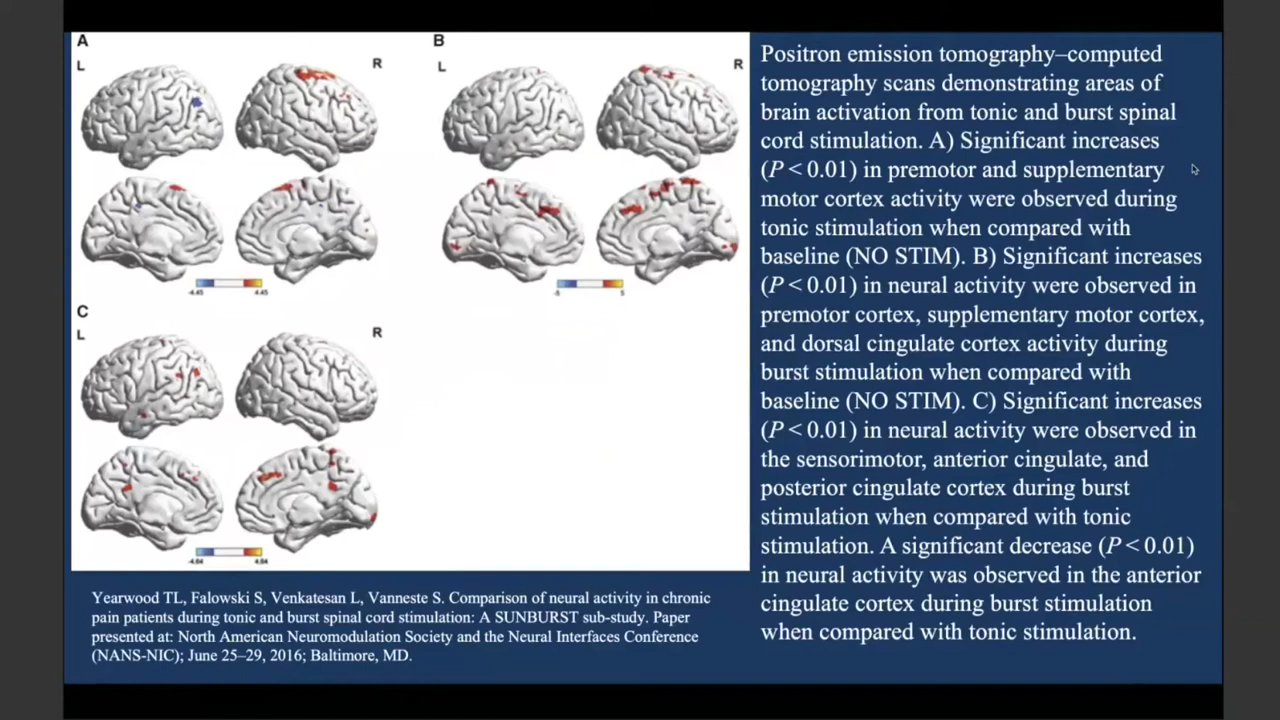 A
L
R
B
L
R
-4.45
4.45
-5
5
C
L
R
-4.64
4.64
Positron emission tomography–computed
tomography scans demonstrating areas of
brain activation from tonic and burst spinal
cord stimulation. A) Significant increases
(P < 0.01) in premotor and supplementary
motor cortex activity were observed during
tonic stimulation when compared with
baseline (NO STIM). B) Significant increases
(P < 0.01) in neural activity were observed in
premotor cortex, supplementary motor cortex,
and dorsal cingulate cortex activity during
burst stimulation when compared with
baseline (NO STIM). C) Significant increases
(P < 0.01) in neural activity were observed in
the sensorimotor, anterior cingulate, and
posterior cingulate cortex during burst
stimulation when compared with tonic
stimulation. A significant decrease (P < 0.01)
in neural activity was observed in the anterior
cingulate cortex during burst stimulation
when compared with tonic stimulation.
Yearwood TL, Falowski S, Venkatesan L, Vanneste S. Comparison of neural activity in chronic
pain patients during tonic and burst spinal cord stimulation: A SUNBURST sub-study. Paper
presented at: North American Neuromodulation Society and the Neural Interfaces Conference
(NANS-NIC); June 25–29, 2016; Baltimore, MD.